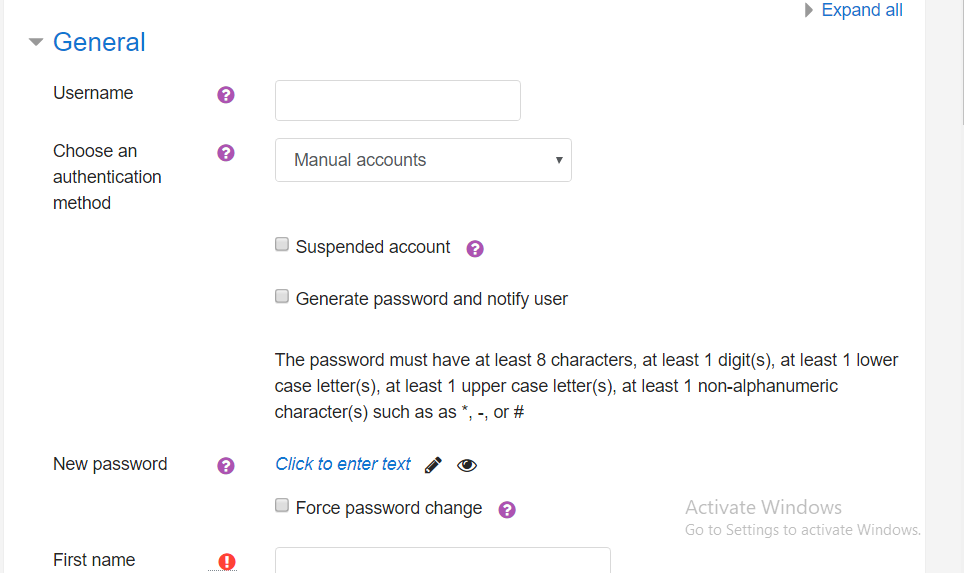 Expand all
General
Username
Choose an
authentication
method
Manual accounts
Suspended account
Generate password and notify user
The password must have at least 8 characters, at least 1 digit(s), at least 1 lower
case letter(s), at least 1 upper case letter(s), at least 1 non-alphanumeric
character(s) such as as *, -, or #
New password
Click to enter text
Force password change
Activate Windows
Go to Settings to activate Windows.
First name